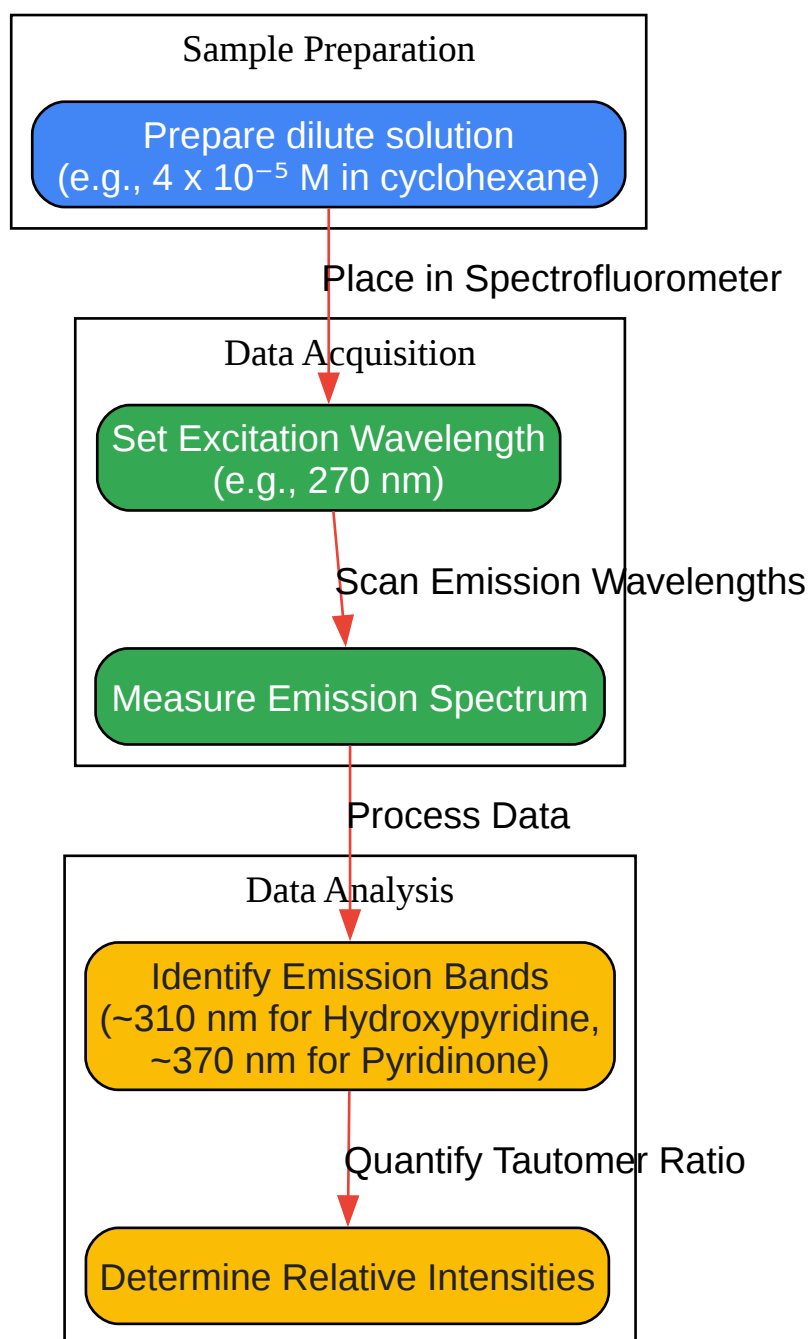 Sample Preparation
Prepare dilute solution
(e.g., 4 x 10⁻⁵ M in cyclohexane)
Place in Spectrofluorometer
Data Acquisition
Set Excitation Wavelength
(e.g., 270 nm)
Scan Emission Wavelengths
Measure Emission Spectrum
Process Data
Data Analysis
Identify Emission Bands
(~310 nm for Hydroxypyridine,
~370 nm for Pyridinone)
Quantify Tautomer Ratio
Determine Relative Intensities